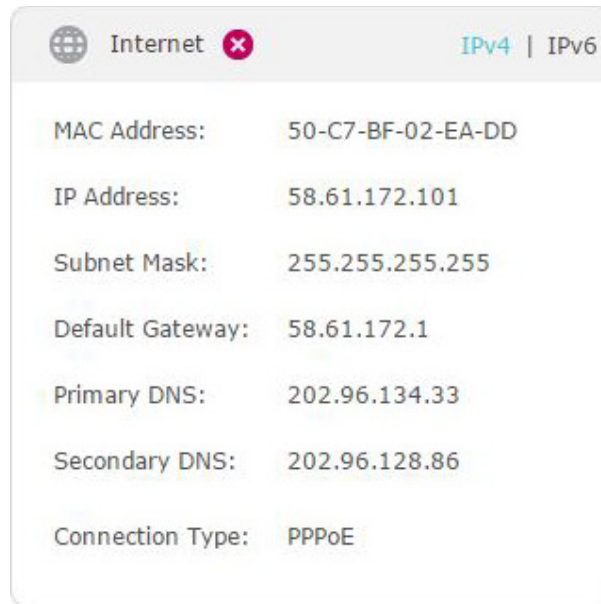 Internet IPv4 | IPv6
MAC Address: 50-C7-BF-02-EA-DD
IP Address: 58.61.172.101
Subnet Mask: 255.255.255.255
Default Gateway: 58.61.172.1
Primary DNS: 202.96.134.33
Secondary DNS: 202.96.128.86
Connection Type: PPPoE